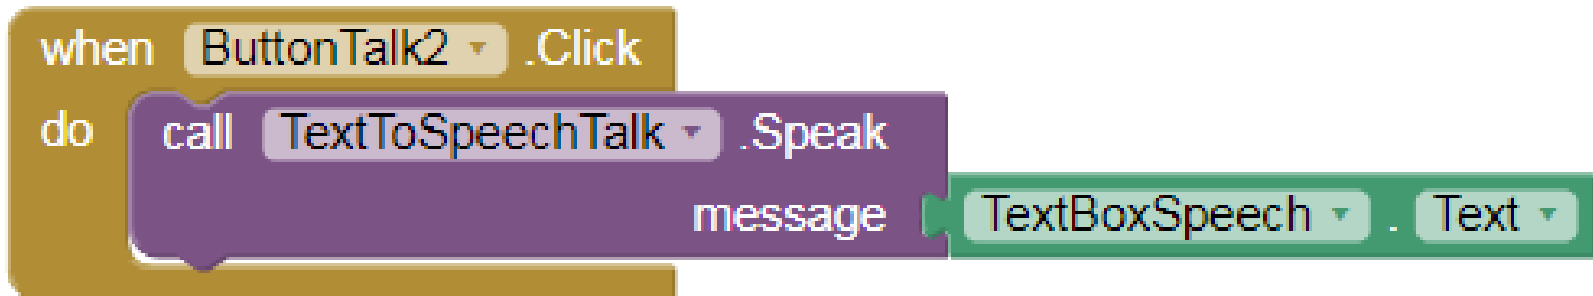 when ButtonTalk2 .Click
do call TextToSpeechTalk .Speak
message TextBoxSpeech . Text